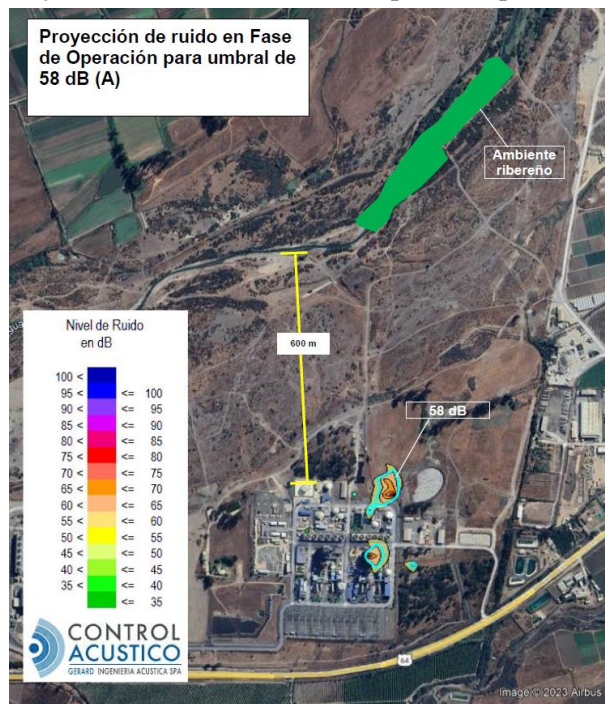 Proyección de ruido en Fase
de Operación para umbral de
58 dB (A)
Ambiente
ribereño
600 m
58 dB
Nivel de Ruido
en dB
100 <
95 < <= 100
90 < <= 95
85 < <= 90
80 < <= 85
75 < <= 80
70 < <= 75
65 < <= 70
60 < <= 65
55 < <= 60
50 < <= 55
45 < <= 50
40 < <= 45
35 < <= 40
<= 35
CONTROL
ACUSTICO
GERARD INGENIERIA ACUSTICA SPA
64
Image © 2023 Airbus